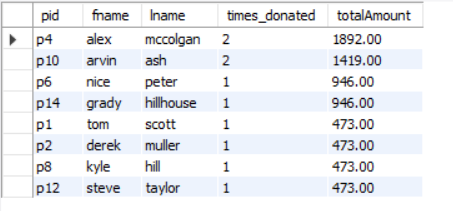 pid fname lname times_donated totalAmount
p4 alex mccolgan 2 1892.00
p10 arvin ash 2 1419.00
p6 nice peter 1 946.00
p14 grady hillhouse 1 946.00
p1 tom scott 1 473.00
p2 derek muller 1 473.00
p8 kyle hill 1 473.00
p12 steve taylor 1 473.00